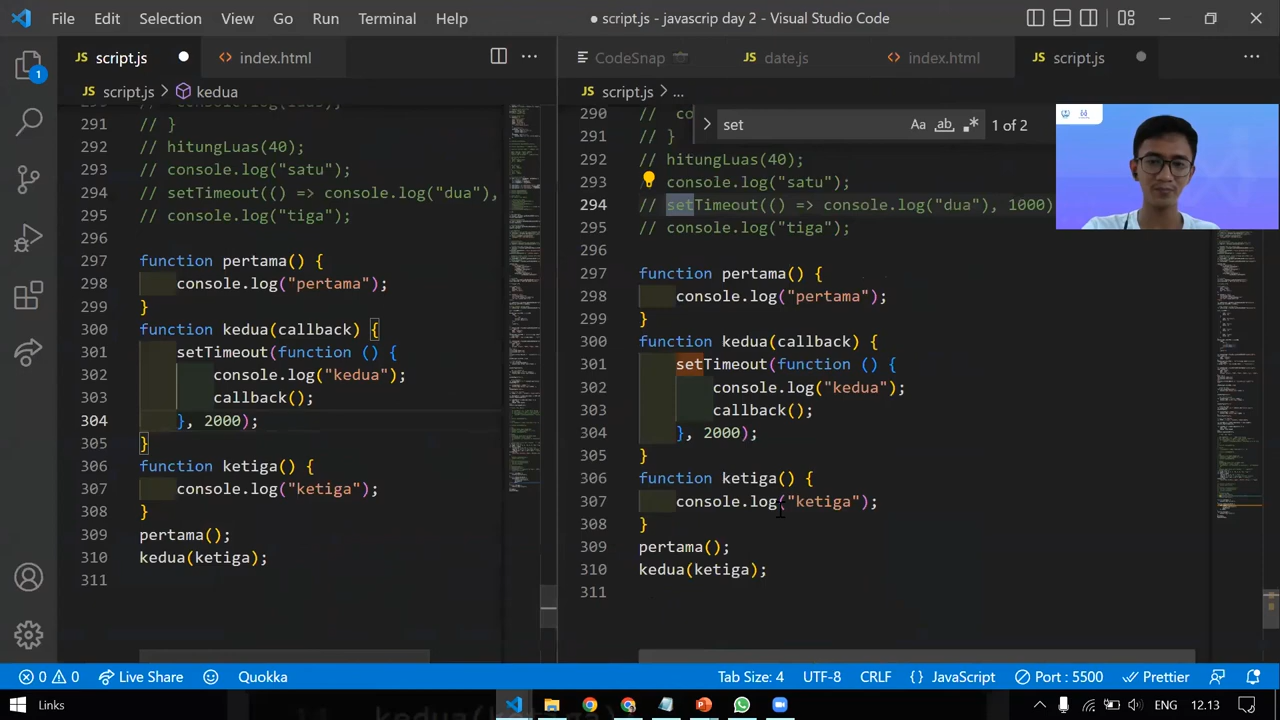 File Edit Selection View Go Run Terminal Help
● script.js - javascrip day 2 - Visual Studio Code
1
JS script.js ● <> index.html
JS script.js > kedua
291 // }
292 // hitungLuas(40);
293 // console.log("satu");
294 // setTimeout(() => console.log("dua"),
295 // console.log("tiga");
296
297 function pertama() {
298 console.log("pertama");
299 }
300 function kedua(callback) {
301 setTimeout(function () {
302 console.log("kedua");
303 callback();
304 }, 2000);
305 }
306 function ketiga() {
307 console.log("ketiga");
308 }
309 pertama();
310 kedua(ketiga);
311
CodeSnap JS date.js <> index.html JS script.js ●
JS script.js > ...
set Aa ab .* 1 of 2
290 // co
291 // }
292 // hitungLuas(40);
293 // console.log("satu");
294 // setTimeout(() => console.log("dua"), 1000)
295 // console.log("tiga");
296
297 function pertama() {
298 console.log("pertama");
299 }
300 function kedua(callback) {
301 setTimeout(function () {
302 console.log("kedua");
303 callback();
304 }, 2000);
305 }
306 function ketiga() {
307 console.log("ketiga");
308 }
309 pertama();
310 kedua(ketiga);
311
0 0 Live Share Quokka Tab Size: 4 UTF-8 CRLF {} JavaScript Port : 5500 Prettier
Links ENG 12.13